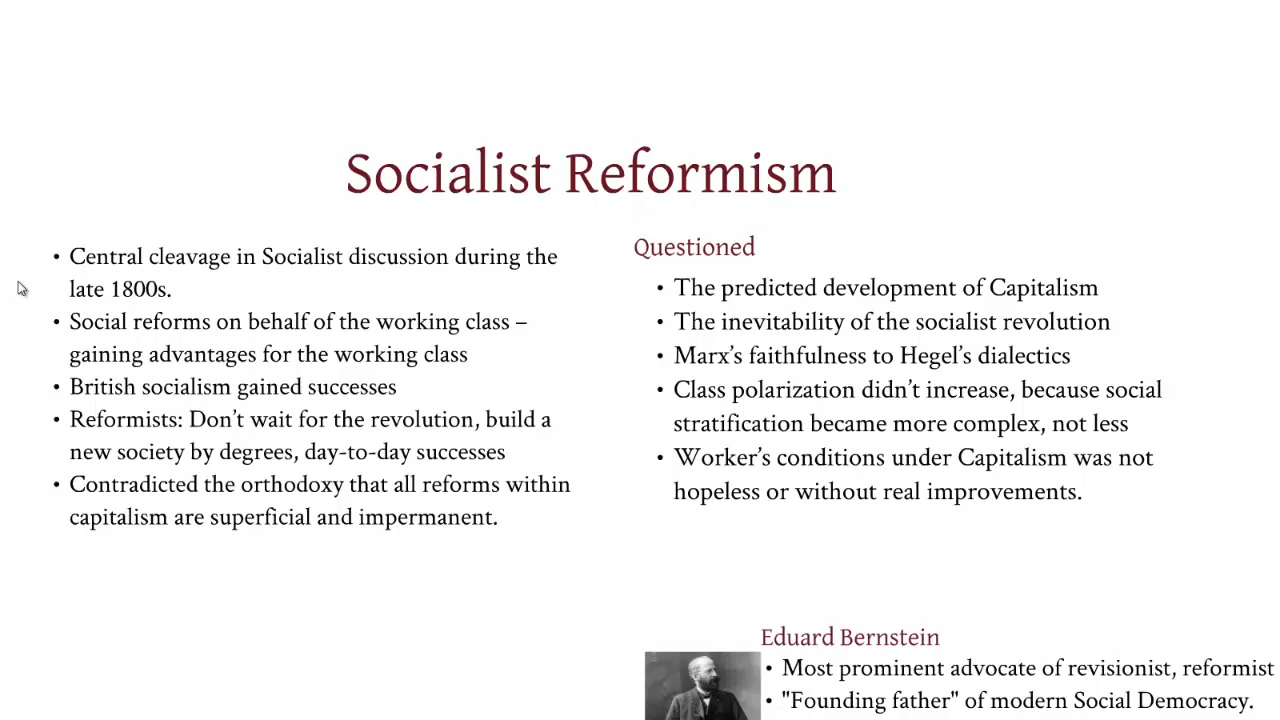 Socialist Reformism
• Central cleavage in Socialist discussion during the
late 1800s.
• Social reforms on behalf of the working class –
gaining advantages for the working class
• British socialism gained successes
• Reformists: Don’t wait for the revolution, build a
new society by degrees, day-to-day successes
• Contradicted the orthodoxy that all reforms within
capitalism are superficial and impermanent.
Questioned
• The predicted development of Capitalism
• The inevitability of the socialist revolution
• Marx’s faithfulness to Hegel’s dialectics
• Class polarization didn’t increase, because social
stratification became more complex, not less
• Worker’s conditions under Capitalism was not
hopeless or without real improvements.
Eduard Bernstein
• Most prominent advocate of revisionist, reformist
• "Founding father" of modern Social Democracy.